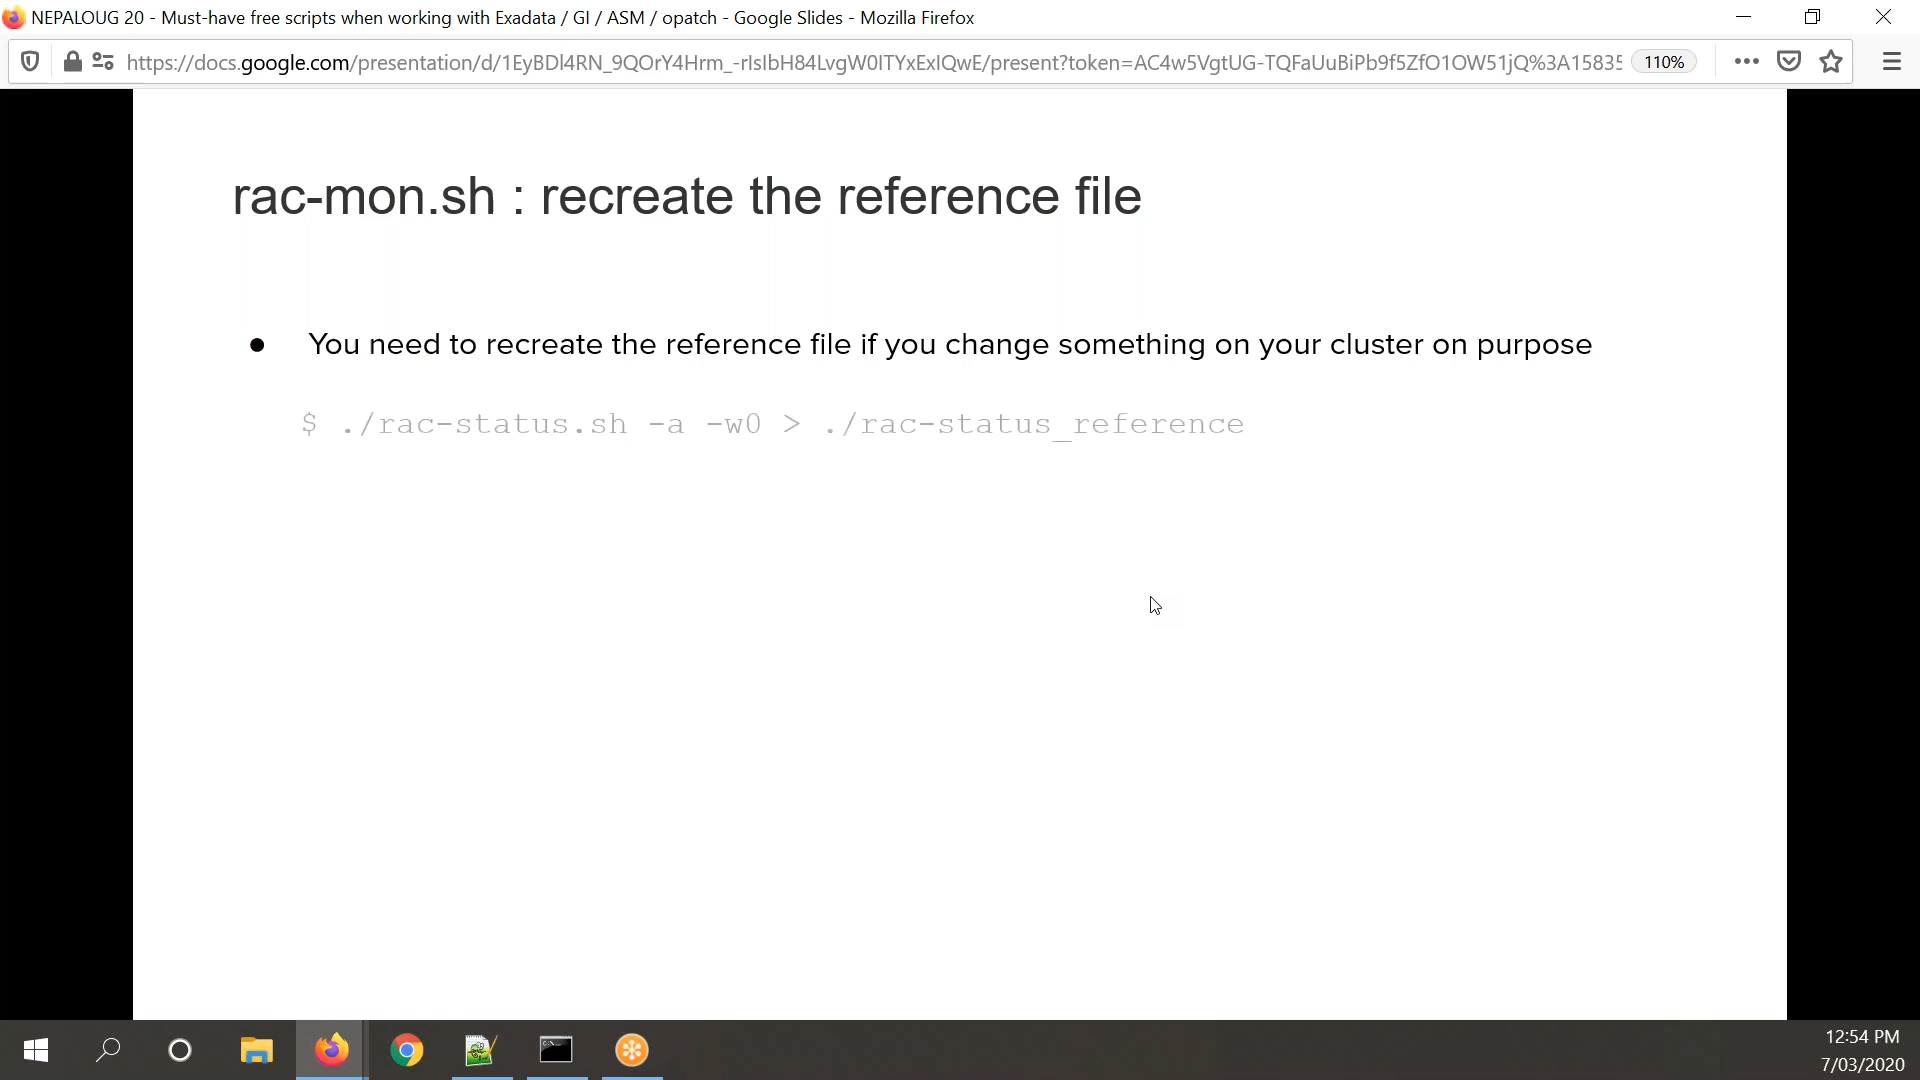 NEPALOUG 20 - Must-have free scripts when working with Exadata / GI / ASM / opatch - Google Slides - Mozilla Firefox
https://docs.google.com/presentation/d/1EyBDl4RN_9QOrY4Hrm_-rIsIbH84LvgW0ITYxExIQwE/present?token=AC4w5VgtUG-TQFaUuBiPb9f5ZfO1OW51jQ%3A15835
110%
rac-mon.sh : recreate the reference file
● You need to recreate the reference file if you change something on your cluster on purpose
$ ./rac-status.sh -a -w0 > ./rac-status_reference
12:54 PM
7/03/2020